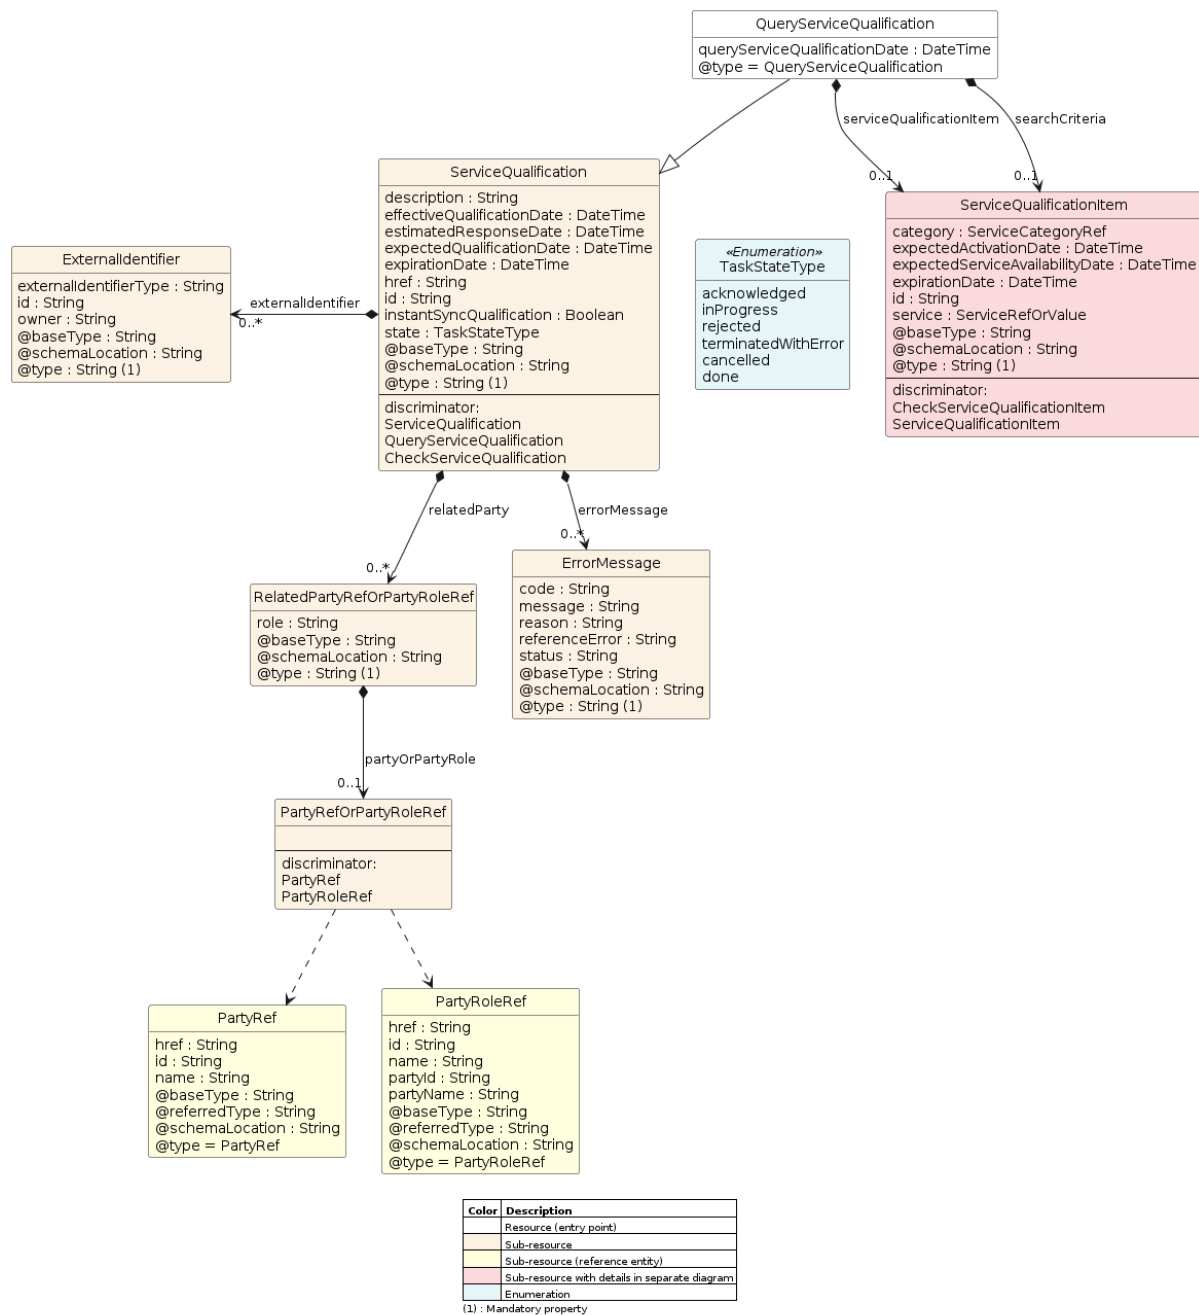 QueryServiceQualification
queryServiceQualificationDate : DateTime
@type = QueryServiceQualification
serviceQualificationItem
searchCriteria
0..1
0..1
ServiceQualification
description : String
effectiveQualificationDate : DateTime
estimatedResponseDate : DateTime
expectedQualificationDate : DateTime
expirationDate : DateTime
href : String
id : String
instantSyncQualification : Boolean
state : TaskStateType
@baseType : String
@schemaLocation : String
@type : String (1)
discriminator:
ServiceQualification
QueryServiceQualification
CheckServiceQualification
ServiceQualificationItem
category : ServiceCategoryRef
expectedActivationDate : DateTime
expectedServiceAvailabilityDate : DateTime
expirationDate : DateTime
id : String
service : ServiceRefOrValue
@baseType : String
@schemaLocation : String
@type : String (1)
discriminator:
CheckServiceQualificationItem
ServiceQualificationItem
«Enumeration»
TaskStateType
acknowledged
inProgress
rejected
terminatedWithError
cancelled
done
ExternalIdentifier
externalIdentifierType : String
id : String
owner : String
@baseType : String
@schemaLocation : String
@type : String (1)
externalIdentifier
0..*
relatedParty
errorMessage
0..*
0..*
ErrorMessage
code : String
message : String
reason : String
referenceError : String
status : String
@baseType : String
@schemaLocation : String
@type : String (1)
RelatedPartyRefOrPartyRoleRef
role : String
@baseType : String
@schemaLocation : String
@type : String (1)
partyOrPartyRole
0..1
PartyRefOrPartyRoleRef
discriminator:
PartyRef
PartyRoleRef
PartyRef
href : String
id : String
name : String
@baseType : String
@referredType : String
@schemaLocation : String
@type = PartyRef
PartyRoleRef
href : String
id : String
name : String
partyId : String
partyName : String
@baseType : String
@referredType : String
@schemaLocation : String
@type = PartyRoleRef
Color Description
Resource (entry point)
Sub-resource
Sub-resource (reference entity)
Sub-resource with details in separate diagram
Enumeration
(1) : Mandatory property